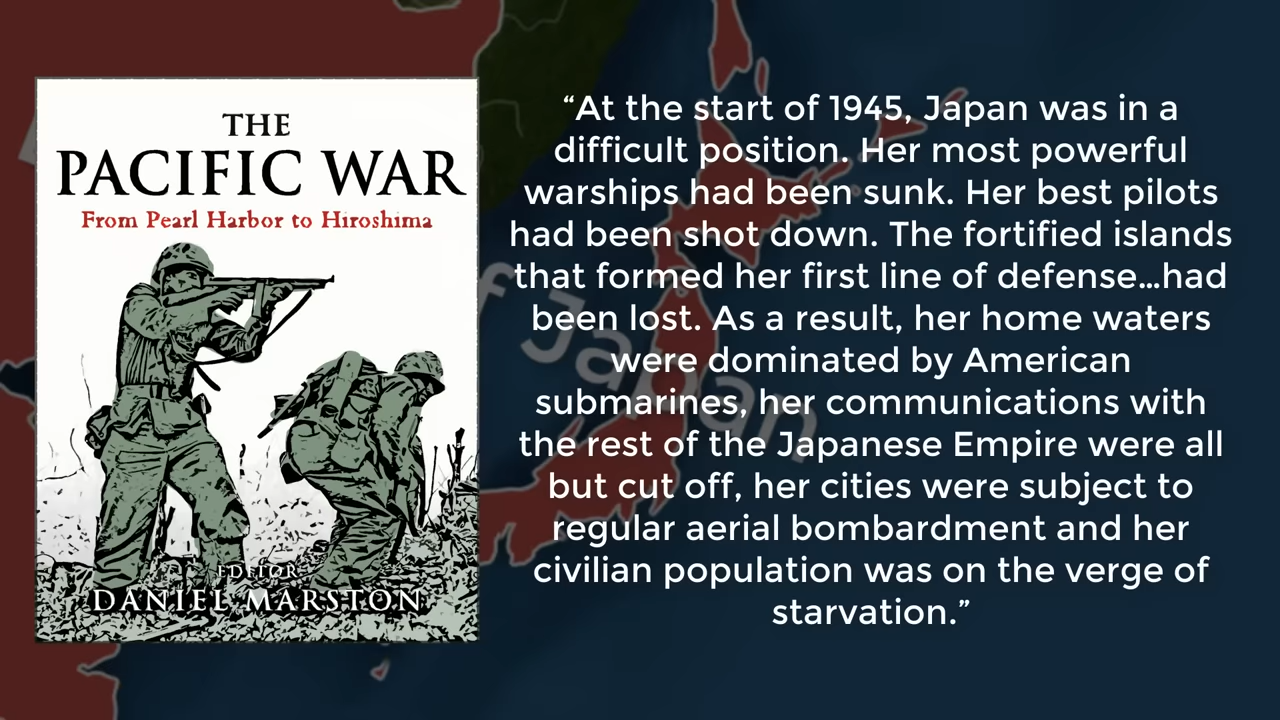 THE
PACIFIC WAR
From Pearl Harbor to Hiroshima
EDITOR
DANIEL MARSTON
“At the start of 1945, Japan was in a
difficult position. Her most powerful
warships had been sunk. Her best pilots
had been shot down. The fortified islands
that formed her first line of defense…had
been lost. As a result, her home waters
were dominated by American
submarines, her communications with
the rest of the Japanese Empire were all
but cut off, her cities were subject to
regular aerial bombardment and her
civilian population was on the verge of
starvation.”
f Japan